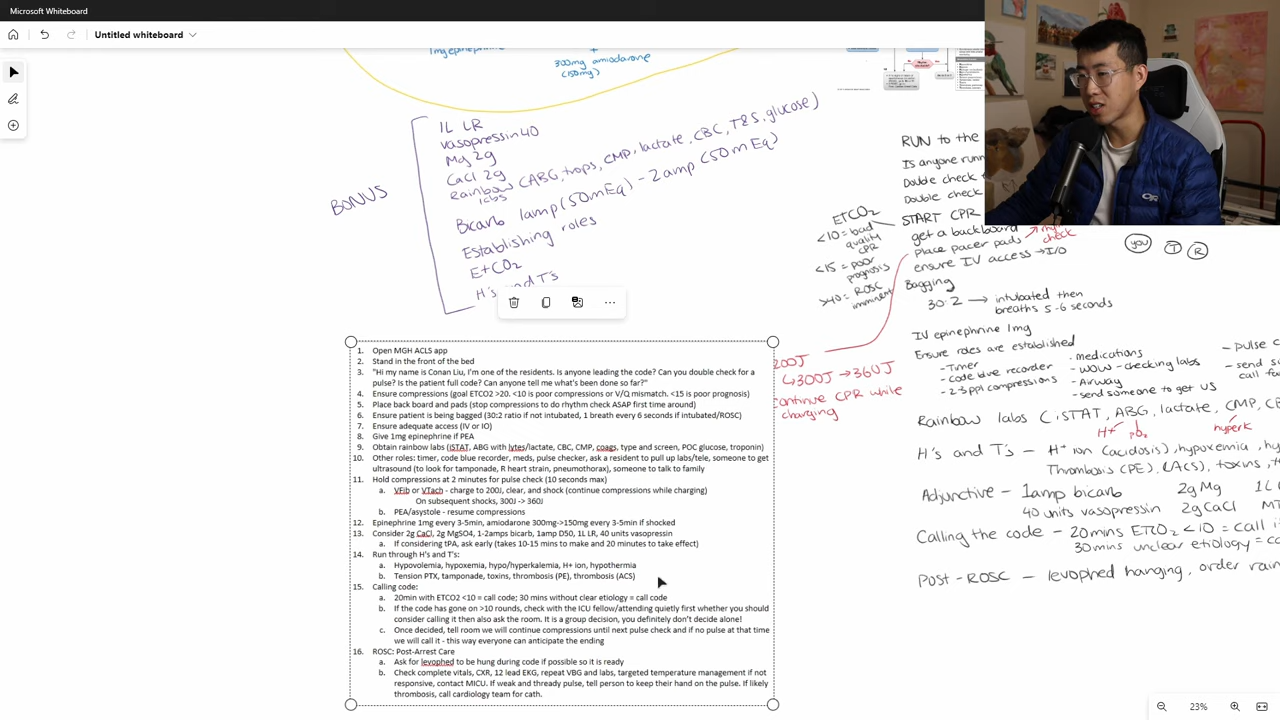 Microsoft Whiteboard
Untitled whiteboard
1mg epinephrine
+
300mg amiodarone
(150mg)
BONUS
1L LR
vasopressin 40
Mg 2g
CaCl 2g
Rainbow (ABG, trops, CMP, lactate, CBC, T&S, glucose)
labs
Bicarb 1amp (50mEq) - 2 amp (50 mEq)
Establishing roles
EtCO2
H's and T's
1. Open MGH ACLS app
2. Stand in the front of the bed
3. "Hi my name is Conan Liu, I'm one of the residents. Is anyone leading the code? Can you double check for a
pulse? Is the patient full code? Can anyone tell me what's been done so far?"
4. Ensure compressions (goal ETCO2 >20. <10 is poor compressions or V/Q mismatch. <15 is poor prognosis)
5. Place back board and pads (stop compressions to do rhythm check ASAP first time around)
6. Ensure patient is being bagged (30:2 ratio if not intubated, 1 breath every 6 seconds if intubated/ROSC)
7. Ensure adequate access (IV or IO)
8. Give 1mg epinephrine if PEA
9. Obtain rainbow labs (iSTAT, ABG with lytes/lactate, CBC, CMP, coags, type and screen, POC glucose, troponin)
10. Other roles: timer, code blue recorder, meds, pulse checker, ask a resident to pull up labs/tele, someone to get
ultrasound (to look for tamponade, R heart strain, pneumothorax), someone to talk to family
11. Hold compressions at 2 minutes for pulse check (10 seconds max)
a. VFib or VTach - charge to 200J, clear, and shock (continue compressions while charging)
On subsequent shocks, 300J -> 360J
b. PEA/asystole - resume compressions
12. Epinephrine 1mg every 3-5min, amiodarone 300mg->150mg every 3-5min if shocked
13. Consider 2g CaCl, 2g MgSO4, 1-2amps bicarb, 1amp D50, 1L LR, 40 units vasopressin
a. If considering tPA, ask early (takes 10-15 mins to make and 20 minutes to take effect)
14. Run through H's and T's:
a. Hypovolemia, hypoxemia, hypo/hyperkalemia, H+ ion, hypothermia
b. Tension PTX, tamponade, toxins, thrombosis (PE), thrombosis (ACS)
15. Calling code:
a. 20min with ETCO2 <10 = call code; 30 mins without clear etiology = call code
b. If the code has gone on >10 rounds, check with the ICU fellow/attending quietly first whether you should
consider calling it then also ask the room. It is a group decision, you definitely don't decide alone!
c. Once decided, tell room we will continue compressions until next pulse check and if no pulse at that time
we will call it - this way everyone can anticipate the ending
16. ROSC: Post-Arrest Care
a. Ask for levophed to be hung during code if possible so it is ready
b. Check complete vitals, CXR, 12 lead EKG, repeat VBG and labs, targeted temperature management if not
responsive, contact MICU. If weak and thready pulse, tell person to keep their hand on the pulse. If likely
thrombosis, call cardiology team for cath.
ETCO2
<10 = bad
quality
CPR
<15 = poor
prognosis
>40 = ROSC
imminent
200J
↳300J → 360J
continue CPR while
charging
RUN to the
Is anyone runn
Double check
Double check
START CPR
get a backboard
place pacer pads → rhy
check
ensure IV access → I/O
Bagging
30:2 → intubated then
breaths 5-6 seconds
you T R
IV epinephrine 1mg
Ensure roles are established
- Timer
- code blue recorder
- 2-3 ppl compressions
- medications
- WOW - checking labs
- Airway
- send someone to get US
- pulse c
- send so
call fa
Rainbow labs (iSTAT, ABG, lactate, CMP, CB
H+ pO2 hyperk
H's and T's - H+ ion (acidosis), hypoxemia, hy
Thrombosis (PE), (ACS), toxins, t
Adjunctive - 1amp bicarb 2g Mg 1L
40 units vasopressin 2g CaCl MT
Calling the code - 20mins ETCO2 <10 = call i
30mins unclear etiology = c
Post-ROSC - levophed hanging, order rain
OR
23%